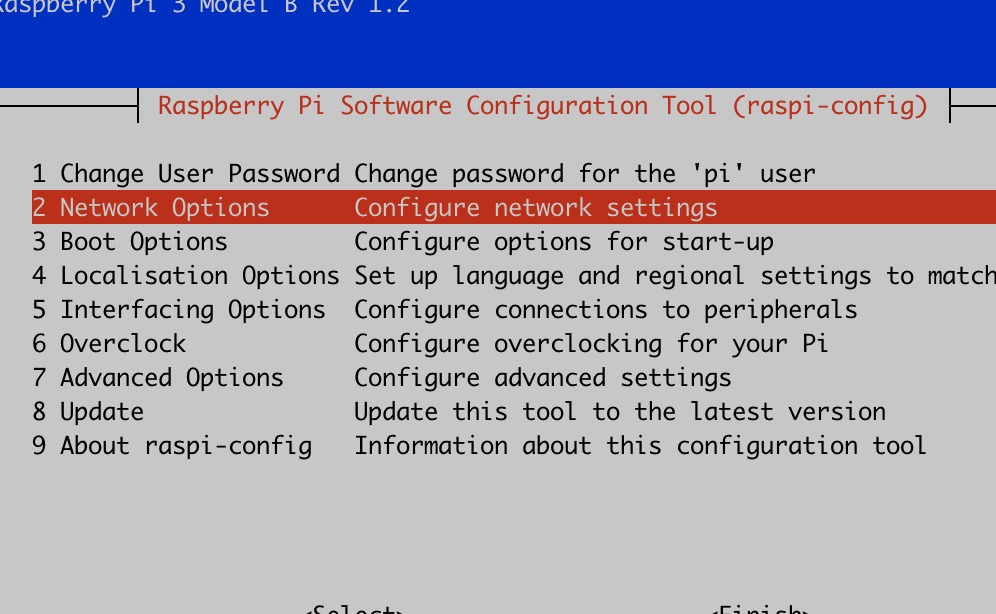 Raspberry Pi 3 Model B Rev 1.2
Raspberry Pi Software Configuration Tool (raspi-config)
1 Change User Password Change password for the 'pi' user
2 Network Options Configure network settings
3 Boot Options Configure options for start-up
4 Localisation Options Set up language and regional settings to match
5 Interfacing Options Configure connections to peripherals
6 Overclock Configure overclocking for your Pi
7 Advanced Options Configure advanced settings
8 Update Update this tool to the latest version
9 About raspi-config Information about this configuration tool
<Select> <Finish>